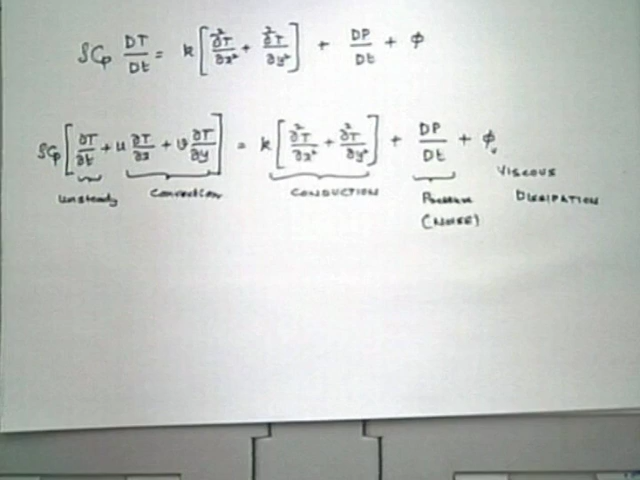 ρCp DT/Dt = k[∂²T/∂x² + ∂²T/∂y²] + DP/Dt + ϕ
ρCp[∂T/∂t + u ∂T/∂x + v ∂T/∂y] = k[∂²T/∂x² + ∂²T/∂y²] + DP/Dt + ϕ
Unsteady Convection CONDUCTION Pressure VISCOUS DISSIPATION
(NOISE)